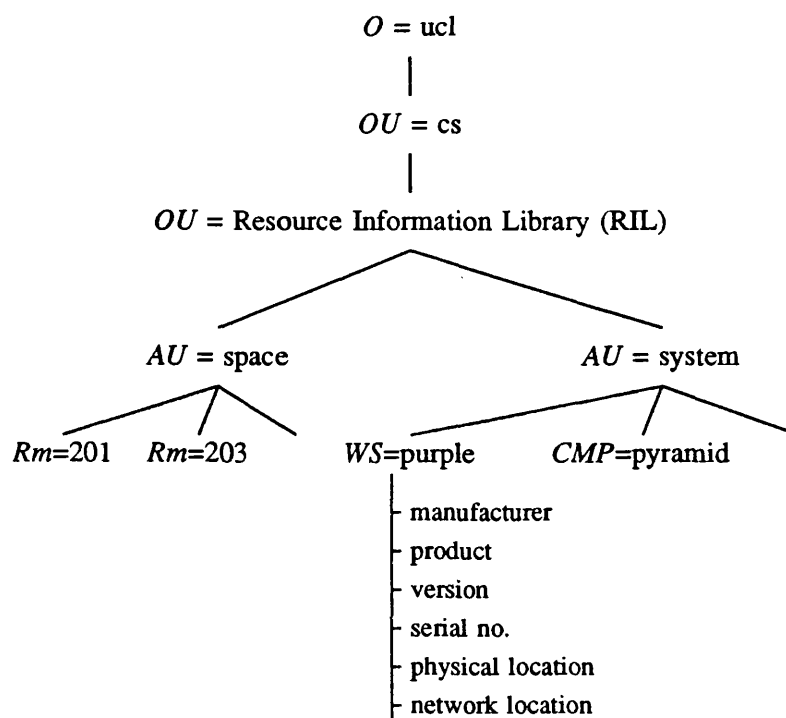 O = ucl
OU = cs
OU = Resource Information Library (RIL)
AU = space AU = system
Rm=201 Rm=203 WS=purple CMP=pyramid
manufacturer
product
version
serial no.
physical location
network location